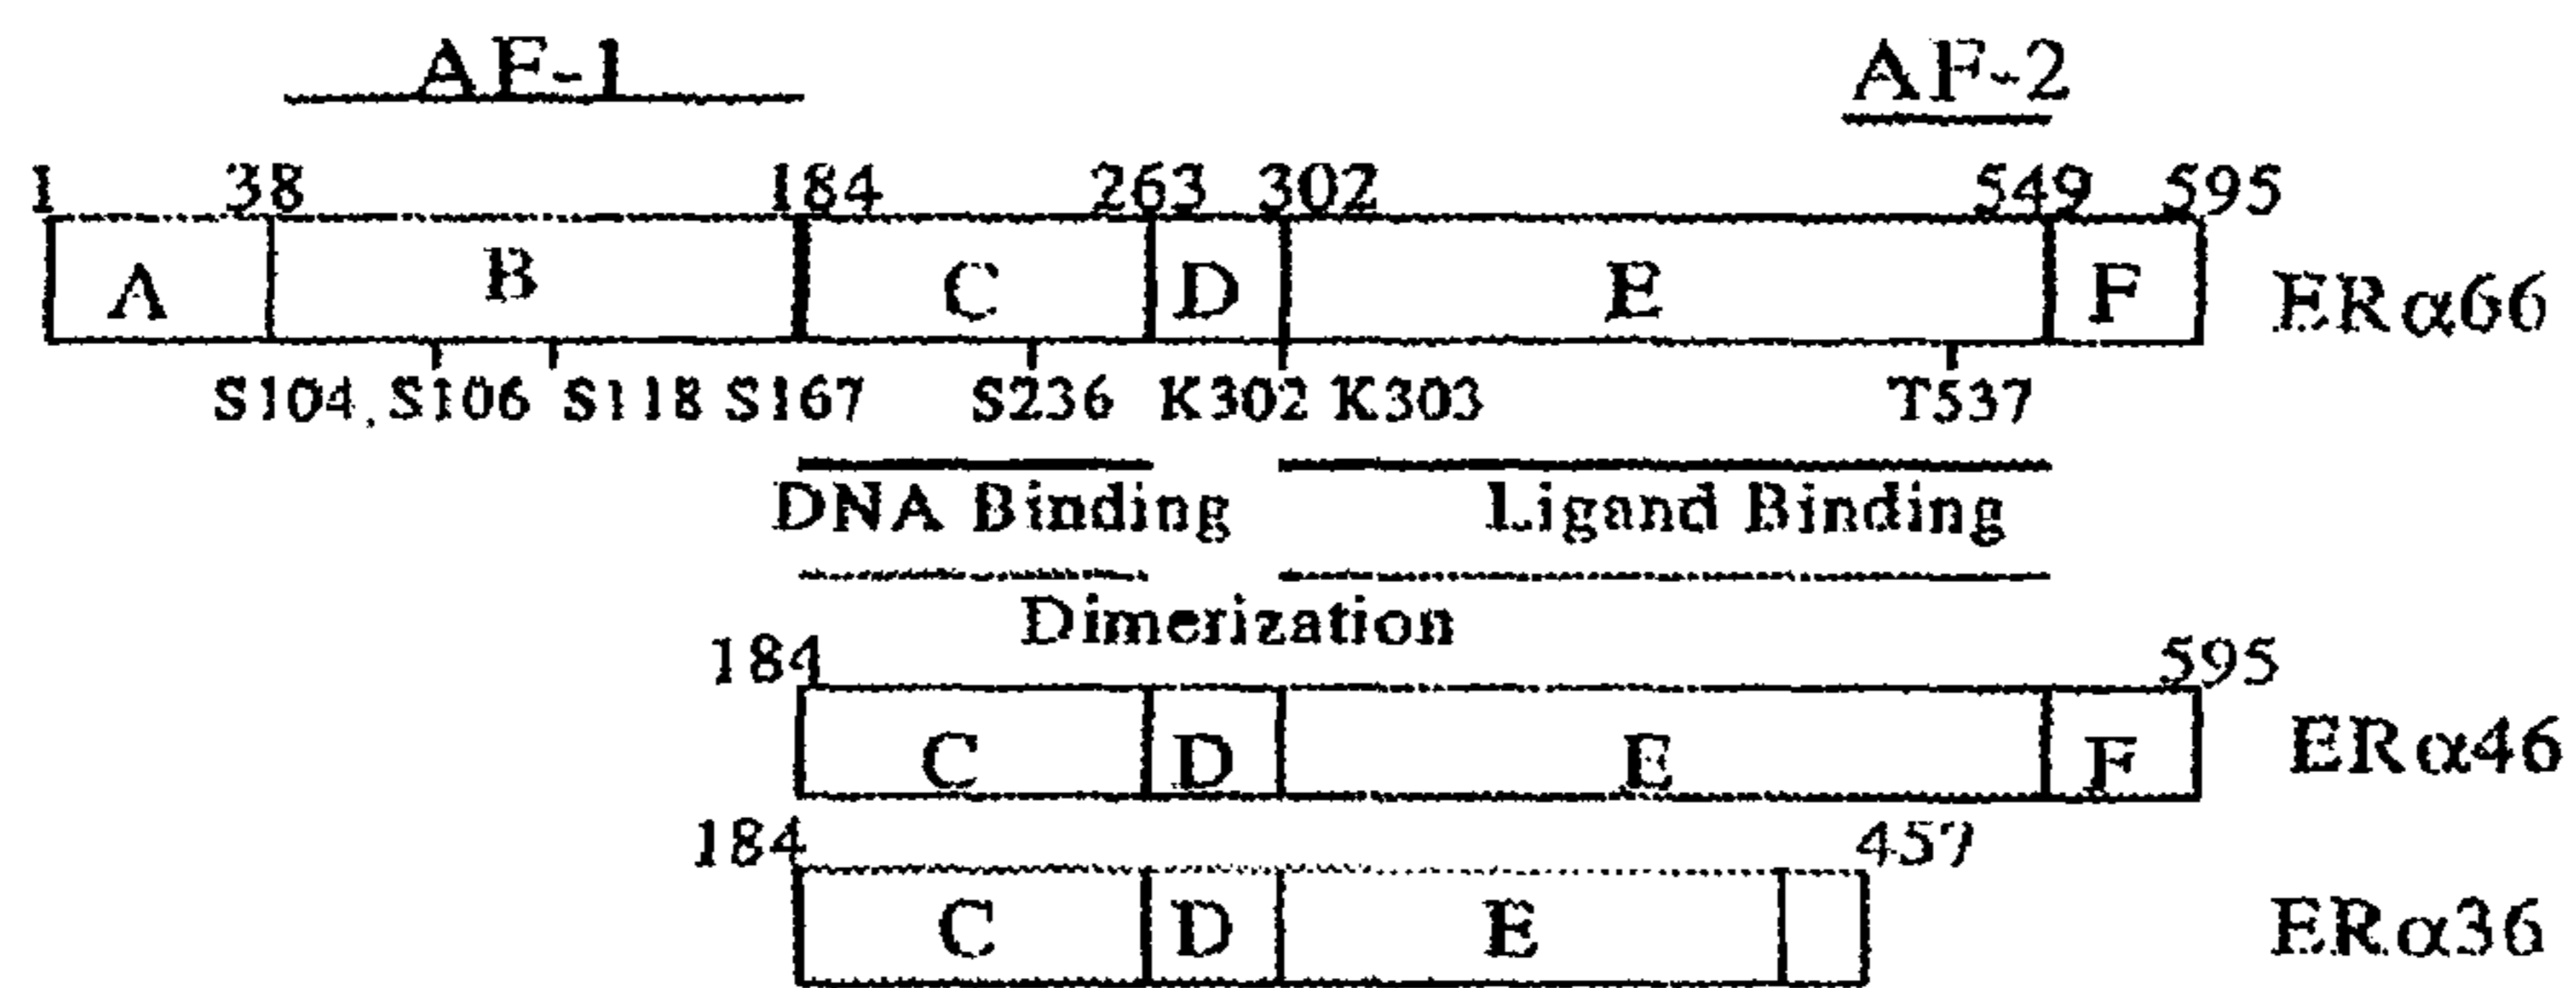 AF-1 AF-2
1 38 184 263 302 549 595
A B C D E F ERα66
S104, S106 S118 S167 S236 K302 K303 T537
DNA Binding Ligand Binding
Dimerization
184 595
C D E F ERα46
184 457
C D E ERα36